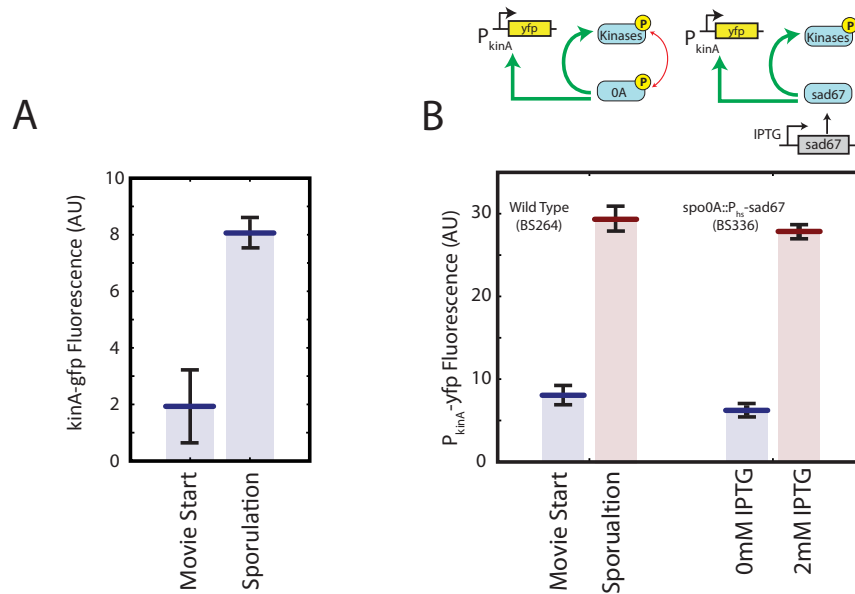 P kinA yfp Kinases P
0A P
P kinA yfp Kinases P
sad67
IPTG sad67
A
B
kinA-gfp Fluorescence (AU)
10
8
6
4
2
0
Movie Start
Sporulation
P kinA-yfp Fluorescence (AU)
30
20
10
0
Wild Type
(BS264)
spo0A::Phs-sad67
(BS336)
Movie Start
Sporualtion
0mM IPTG
2mM IPTG